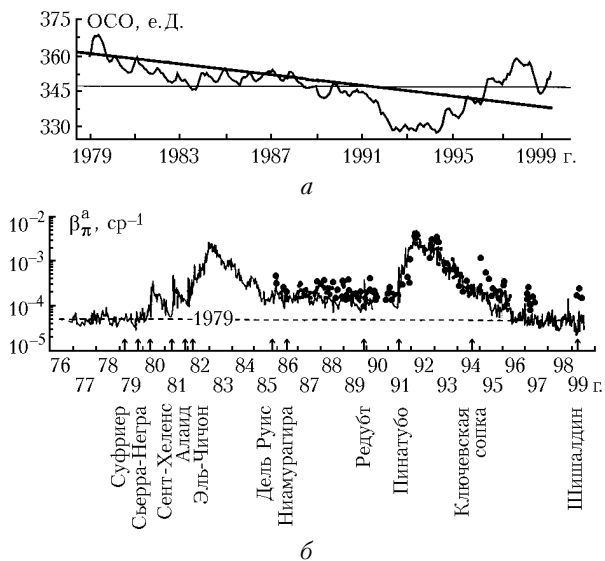 375
ОСО, е.Д.
360
345
330
1979 1983 1987 1991 1995 1999 г.
а
10⁻² βπᵃ, ср⁻¹
10⁻³
10⁻⁴
1979
10⁻⁵
76 78 80 82 84 86 88 90 92 94 96 98
77 79 81 83 85 87 89 91 93 95 97 99 г.
Суфриер
Сьерра-Негра
Сент-Хеленс
Алаид
Эль-Чичон
Дель Руис
Ниамурагира
Редубт
Пинатубо
Ключевская
сопка
Шишалдин
б